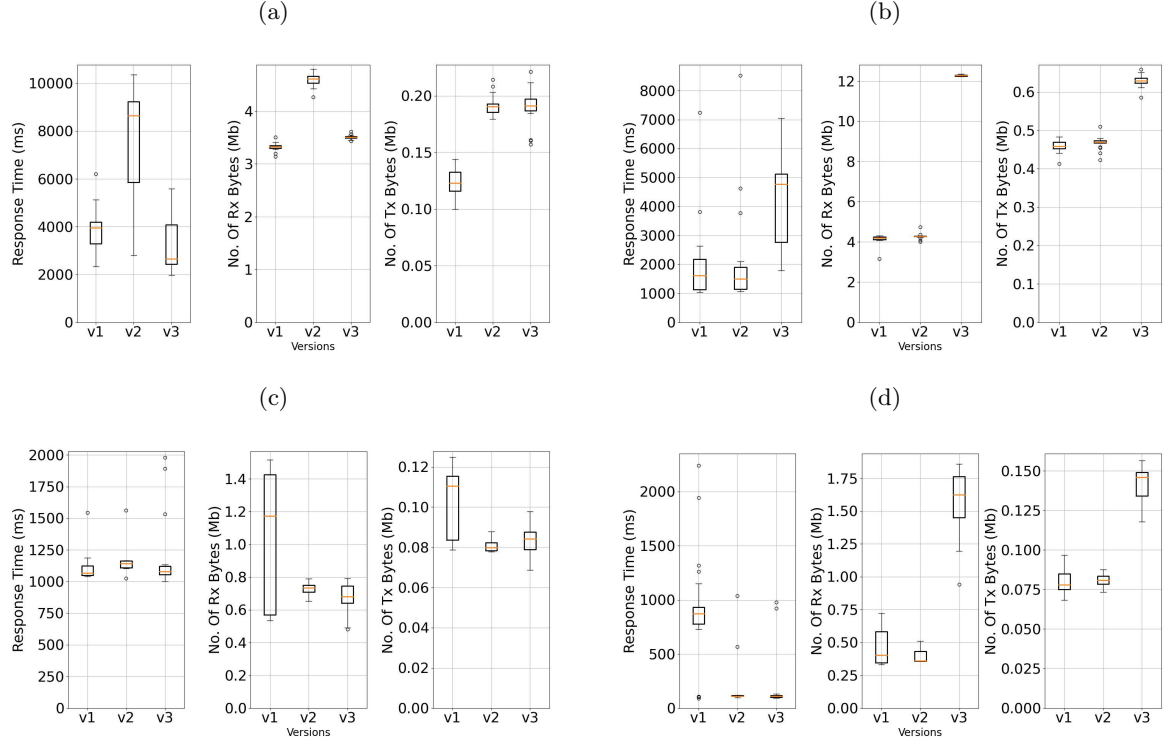 (a)
Response Time (ms)
10000
8000
6000
4000
2000
0
v1 v2 v3
No. Of Rx Bytes (Mb)
4
3
2
1
0
v1 v2 v3
Versions
No. Of Tx Bytes (Mb)
0.20
0.15
0.10
0.05
0.00
v1 v2 v3
(b)
Response Time (ms)
8000
7000
6000
5000
4000
3000
2000
1000
0
v1 v2 v3
No. Of Rx Bytes (Mb)
12
10
8
6
4
2
0
v1 v2 v3
Versions
No. Of Tx Bytes (Mb)
0.6
0.5
0.4
0.3
0.2
0.1
0.0
v1 v2 v3
(c)
Response Time (ms)
2000
1750
1500
1250
1000
750
500
250
0
v1 v2 v3
No. Of Rx Bytes (Mb)
1.4
1.2
1.0
0.8
0.6
0.4
0.2
0.0
v1 v2 v3
Versions
No. Of Tx Bytes (Mb)
0.12
0.10
0.08
0.06
0.04
0.02
0.00
v1 v2 v3
(d)
Response Time (ms)
2000
1500
1000
500
0
v1 v2 v3
No. Of Rx Bytes (Mb)
1.75
1.50
1.25
1.00
0.75
0.50
0.25
0.00
v1 v2 v3
Versions
No. Of Tx Bytes (Mb)
0.150
0.125
0.100
0.075
0.050
0.025
0.000
v1 v2 v3